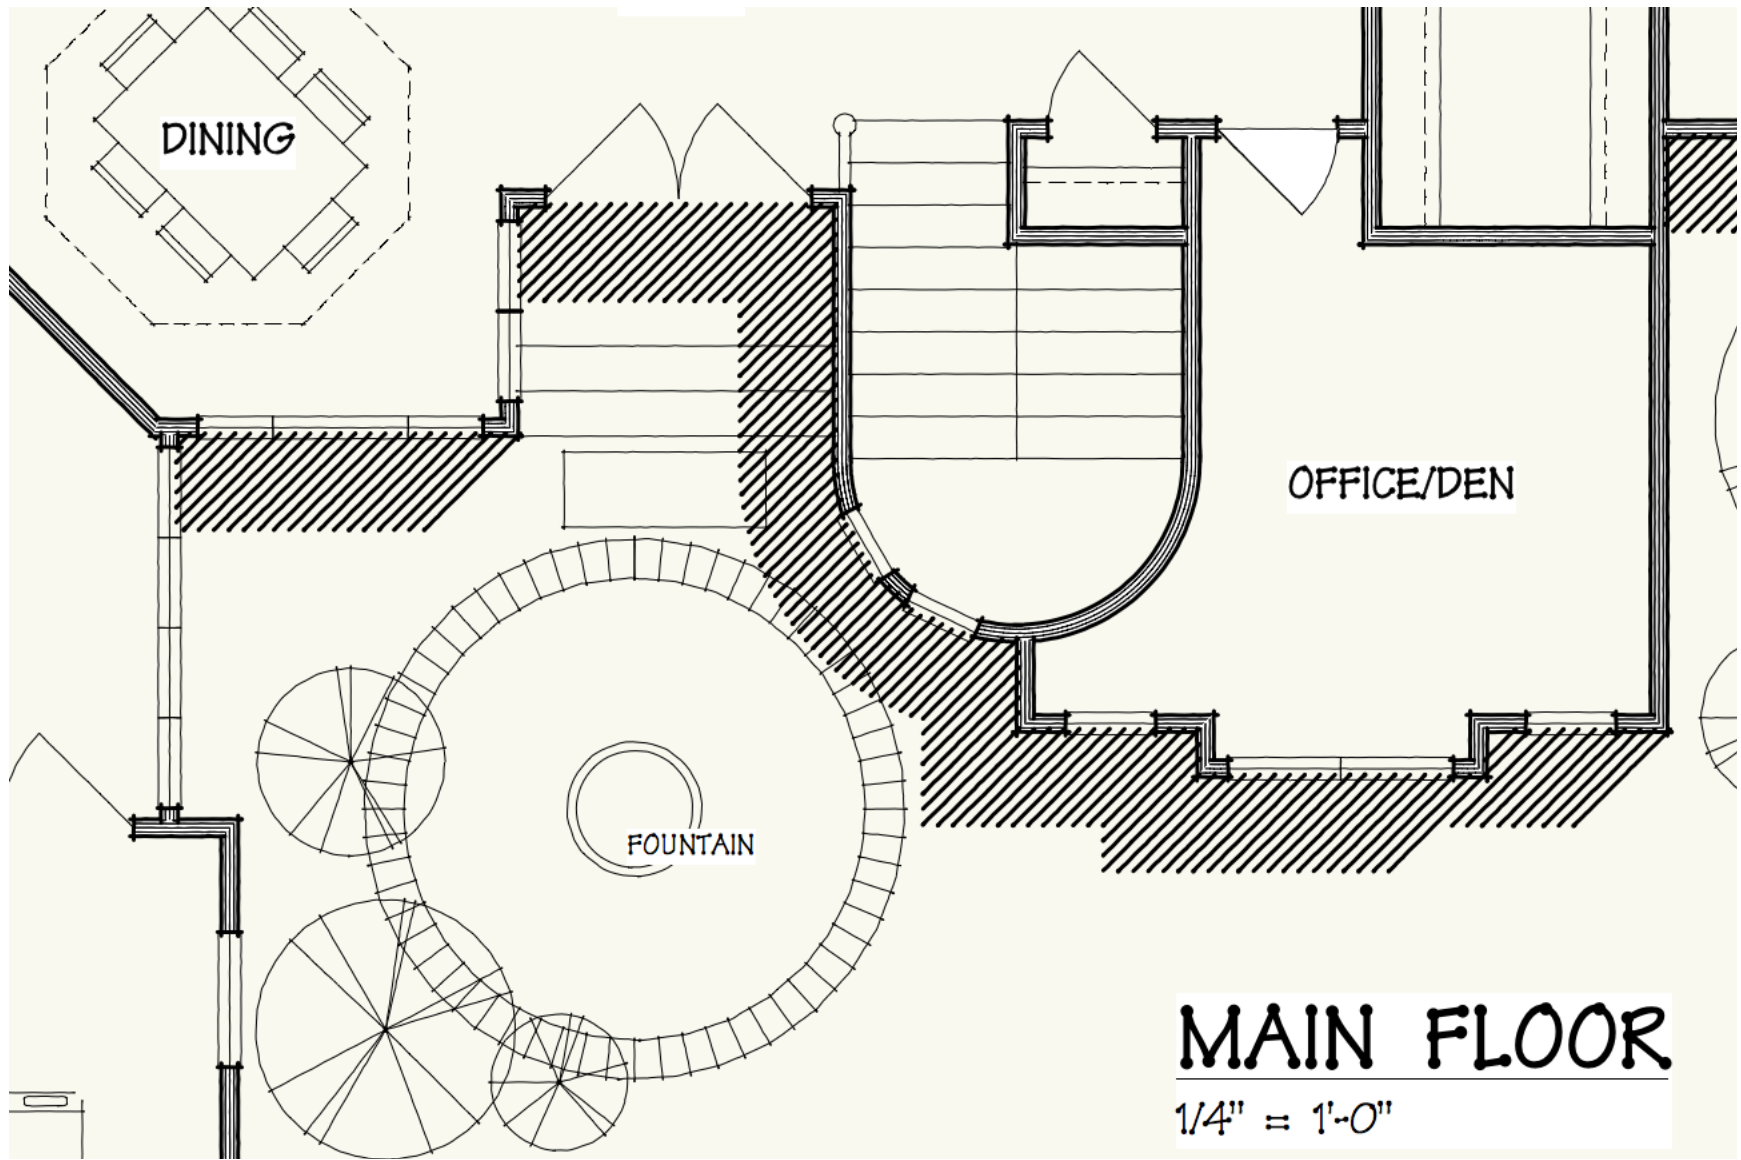 DINING
OFFICE/DEN
FOUNTAIN
MAIN FLOOR
1/4" = 1'-0"